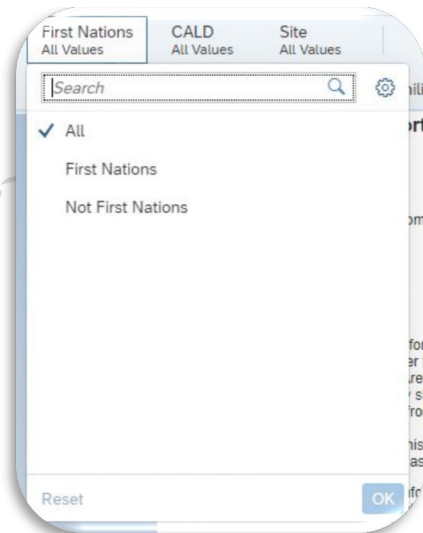 First Nations CALD Site
All Values All Values All Values
Search
All
First Nations
Not First Nations
Reset OK